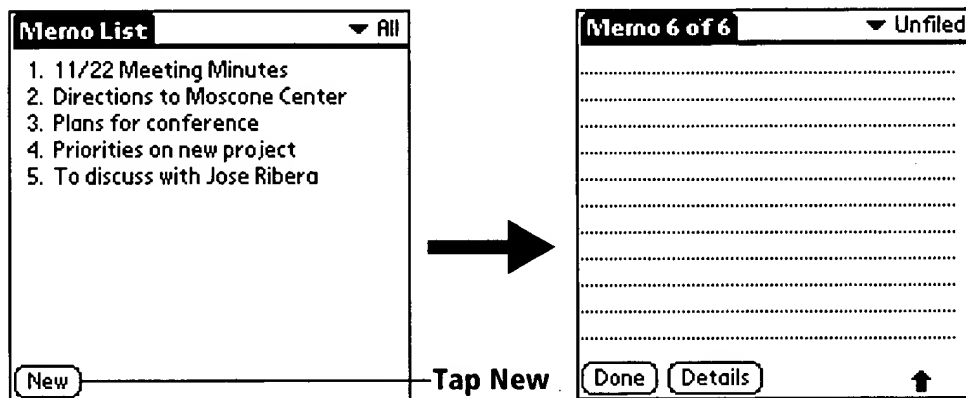 Memo List
All
1. 11/22 Meeting Minutes
2. Directions to Moscone Center
3. Plans for conference
4. Priorities on new project
5. To discuss with Jose Ribera
New
Tap New
Memo 6 of 6
Unfiled
Done
Details